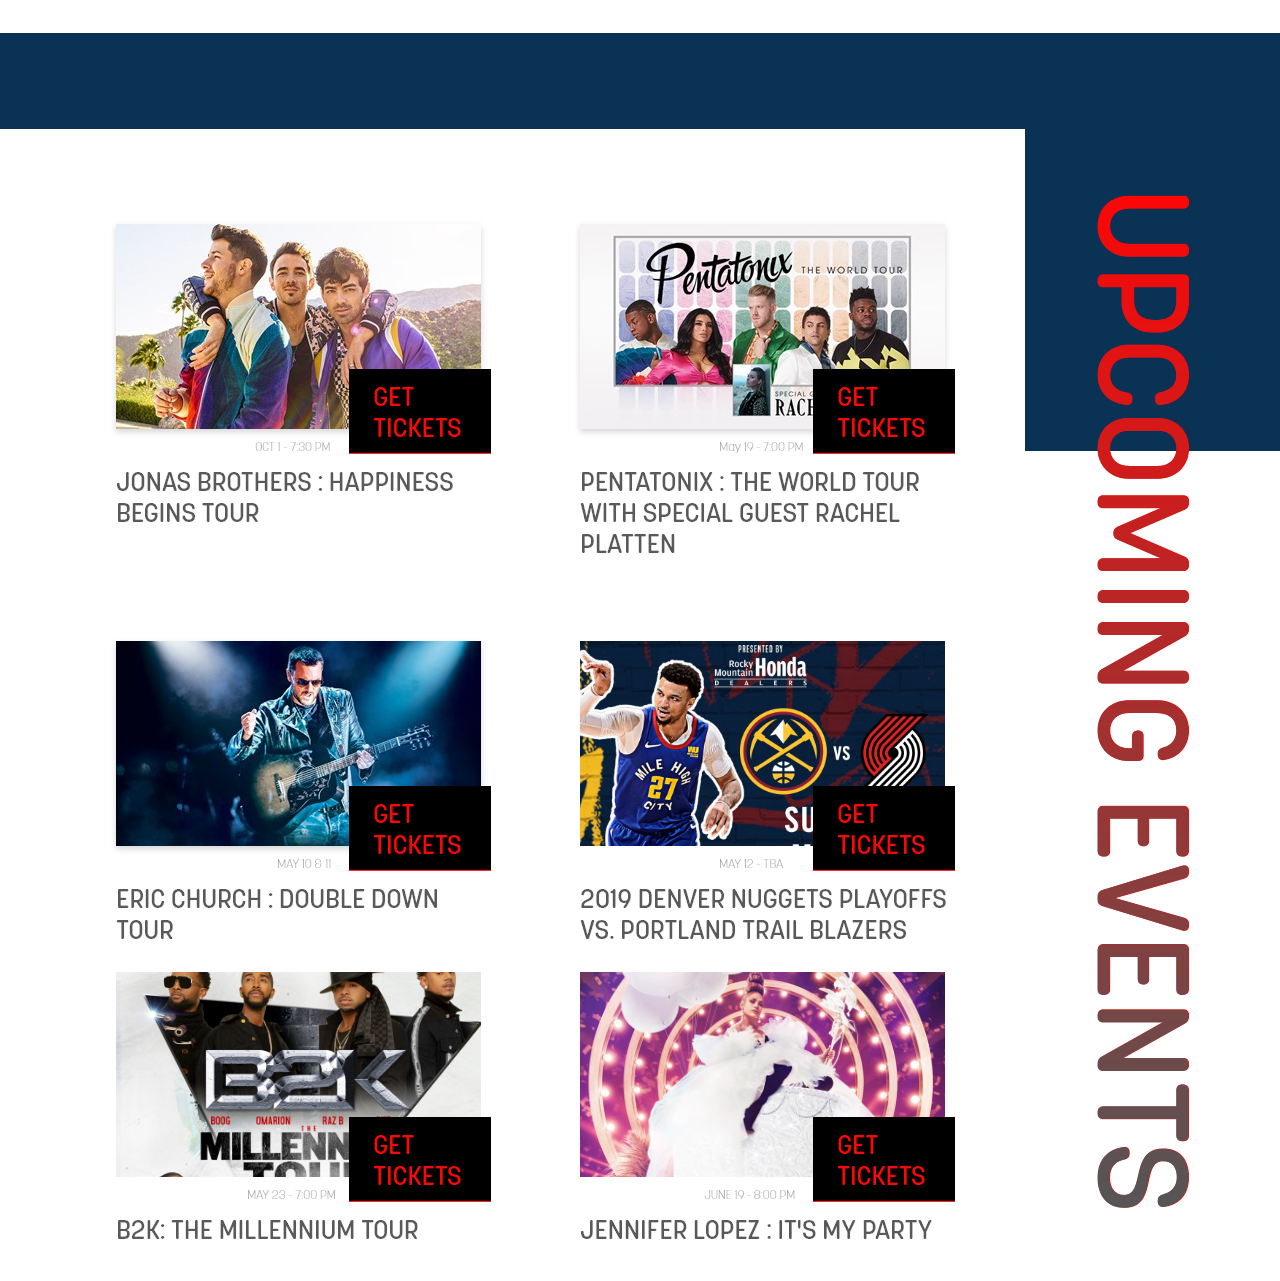 UPCOMING EVENTS
GET
TICKETS
OCT 1 - 7:30 PM
JONAS BROTHERS : HAPPINESS
BEGINS TOUR
Pentatonix THE WORLD TOUR
SPECIAL
GET
TICKETS
May 19 - 7:00 PM
PENTATONIX : THE WORLD TOUR
WITH SPECIAL GUEST RACHEL
PLATTEN
GET
TICKETS
MAY 10 & 11
ERIC CHURCH : DOUBLE DOWN
TOUR
PRESENTED BY
Rocky
Mountain Honda
DEALERS
VS
MILE HIGH
27
CITY
GET
TICKETS
MAY 12 - TBA
2019 DENVER NUGGETS PLAYOFFS
VS. PORTLAND TRAIL BLAZERS
B2K
BOOG OMARION RAZ B
THE
GET
TICKETS
MAY 23 - 7:00 PM
B2K: THE MILLENNIUM TOUR
GET
TICKETS
JUNE 19 - 8:00 PM
JENNIFER LOPEZ : IT'S MY PARTY